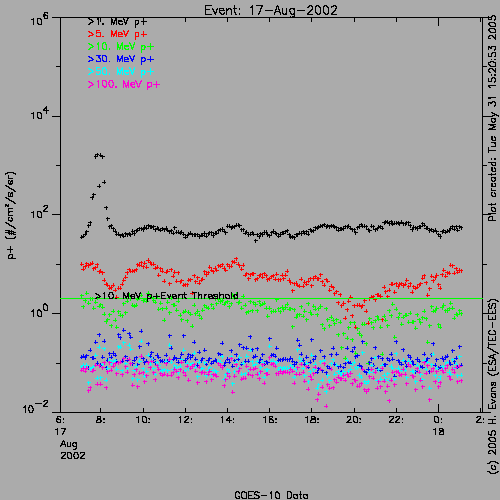 Event: 17-Aug-2002
10^6
10^4
10^2
10^0
10^-2
p+ (#/cm²/s/sr)
>1. MeV p+
>5. MeV p+
>10. MeV p+
>30. MeV p+
>50. MeV p+
>100. MeV p+
>10. MeV p+Event Threshold
6: 8: 10: 12: 14: 16: 18: 20: 22: 0: 2:
17 18
Aug
2002
GOES-10 Data
Plot created: Tue May 31 15:20:53 2005
(c) 2005 H. Evans (ESA/TEC-EES)